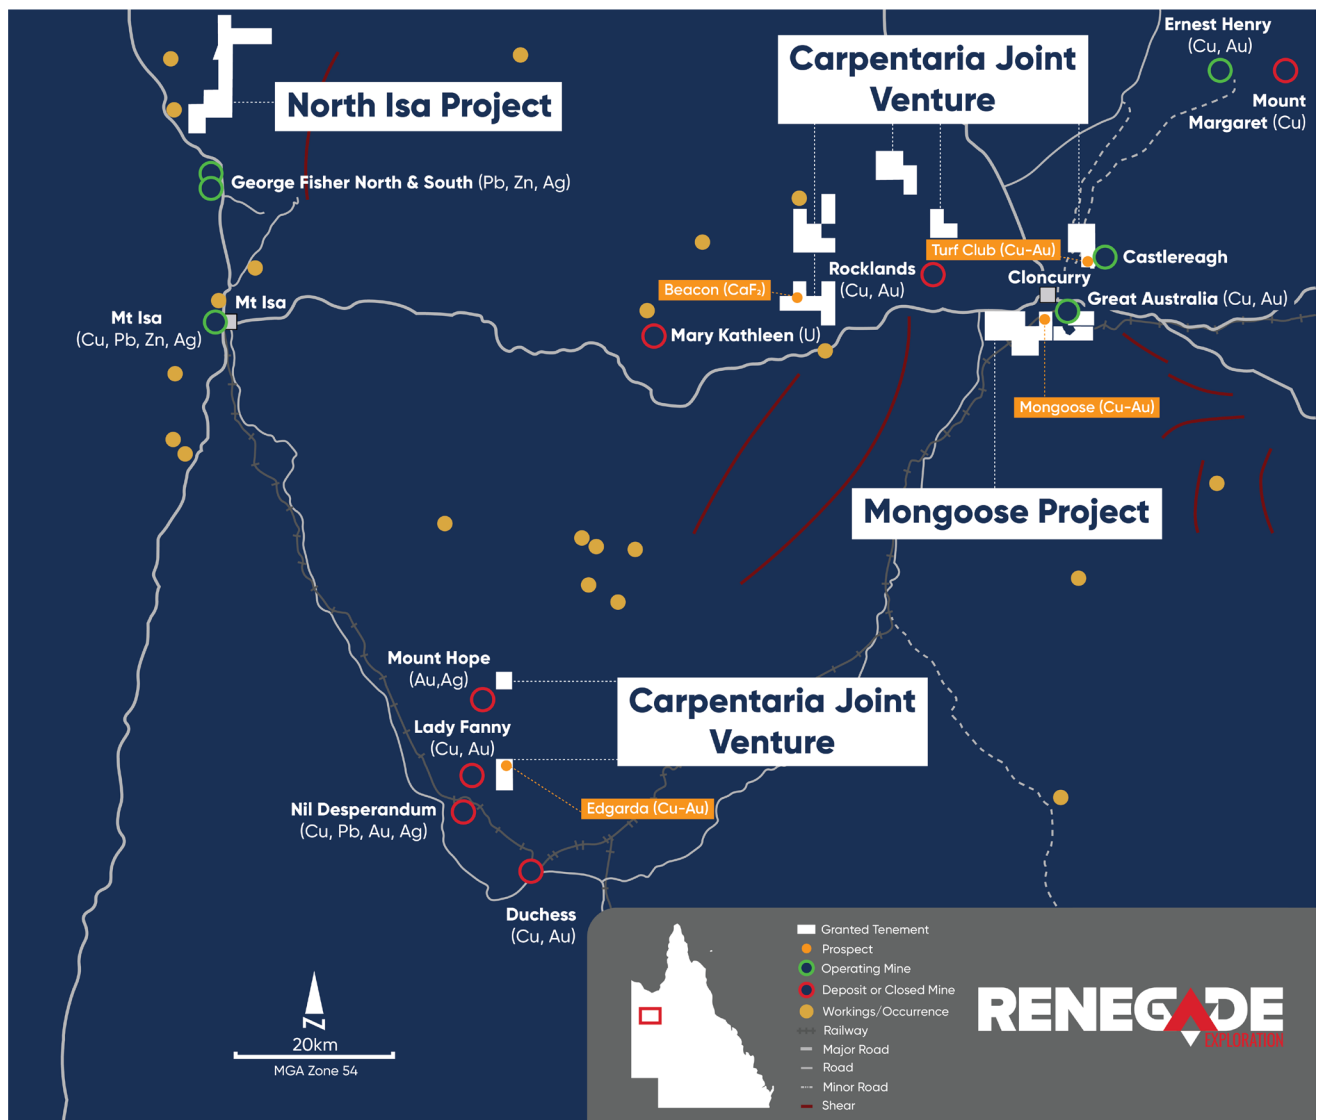 Ernest Henry
(Cu, Au)
Mount
Margaret (Cu)
Carpentaria Joint
Venture
North Isa Project
George Fisher North & South (Pb, Zn, Ag)
Turf Club (Cu-Au)
Castlereagh
Rocklands
(Cu, Au)
Cloncurry
Beacon (CaF₂)
Great Australia (Cu, Au)
Mt Isa
Mt Isa
(Cu, Pb, Zn, Ag)
Mary Kathleen (U)
Mongoose (Cu-Au)
Mongoose Project
Mount Hope
(Au,Ag)
Carpentaria Joint
Venture
Lady Fanny
(Cu, Au)
Edgarda (Cu-Au)
Nil Desperandum
(Cu, Pb, Au, Ag)
Duchess
(Cu, Au)
Z
20km
MGA Zone 54
Granted Tenement
Prospect
Operating Mine
Deposit or Closed Mine
Workings/Occurrence
Railway
Major Road
Road
Minor Road
Shear
RENEGADE
EXPLORATION